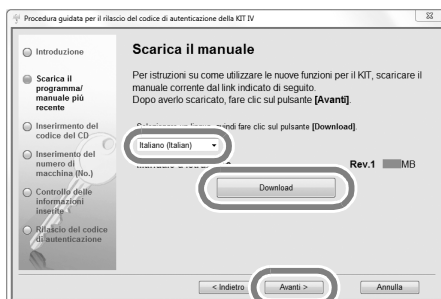 Procedura guidata per il rilascio del codice di autenticazione della KIT IV
Introduzione
Scarica il
programma/
manuale più
recente
Inserimento del
codice del CD
Inserimento del
numero di
macchina (No.)
Controllo delle
informazioni
inserite
Rilascio del codice
di autenticazione
Scarica il manuale
Per istruzioni su come utilizzare le nuove funzioni per il KIT, scaricare il
manuale corrente dal link indicato di seguito.
Dopo averlo scaricato, fare clic sul pulsante [Avanti].
quindi fare clic sul pulsante [Download].
Italiano (Italian)
Rev.1 MB
Download
< Indietro
Avanti >
Annulla